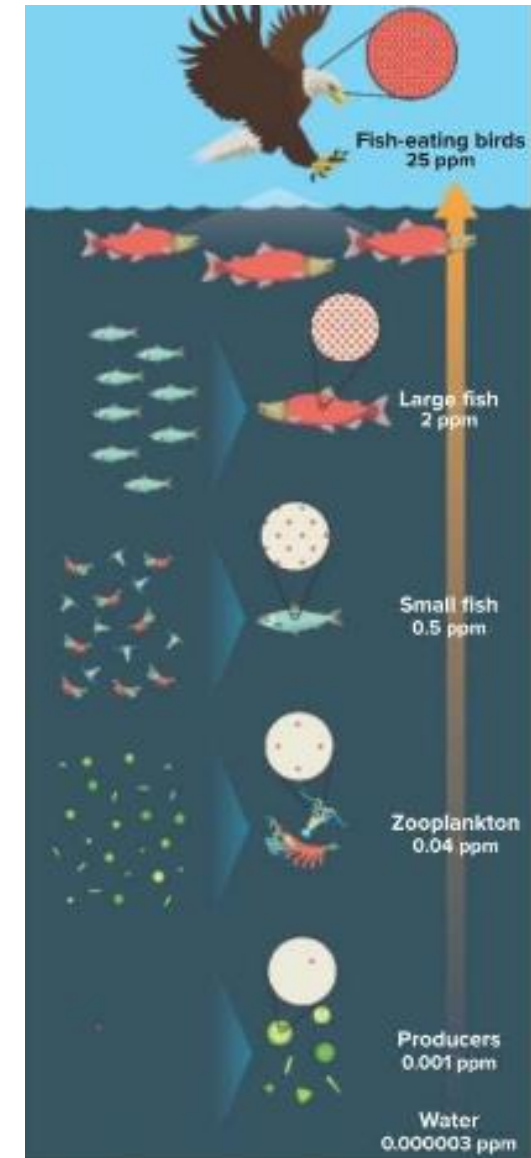 Fish-eating birds
25 ppm
Large fish
2 ppm
Small fish
0.5 ppm
Zooplankton
0.04 ppm
Producers
0.001 ppm
Water
0.000003 ppm